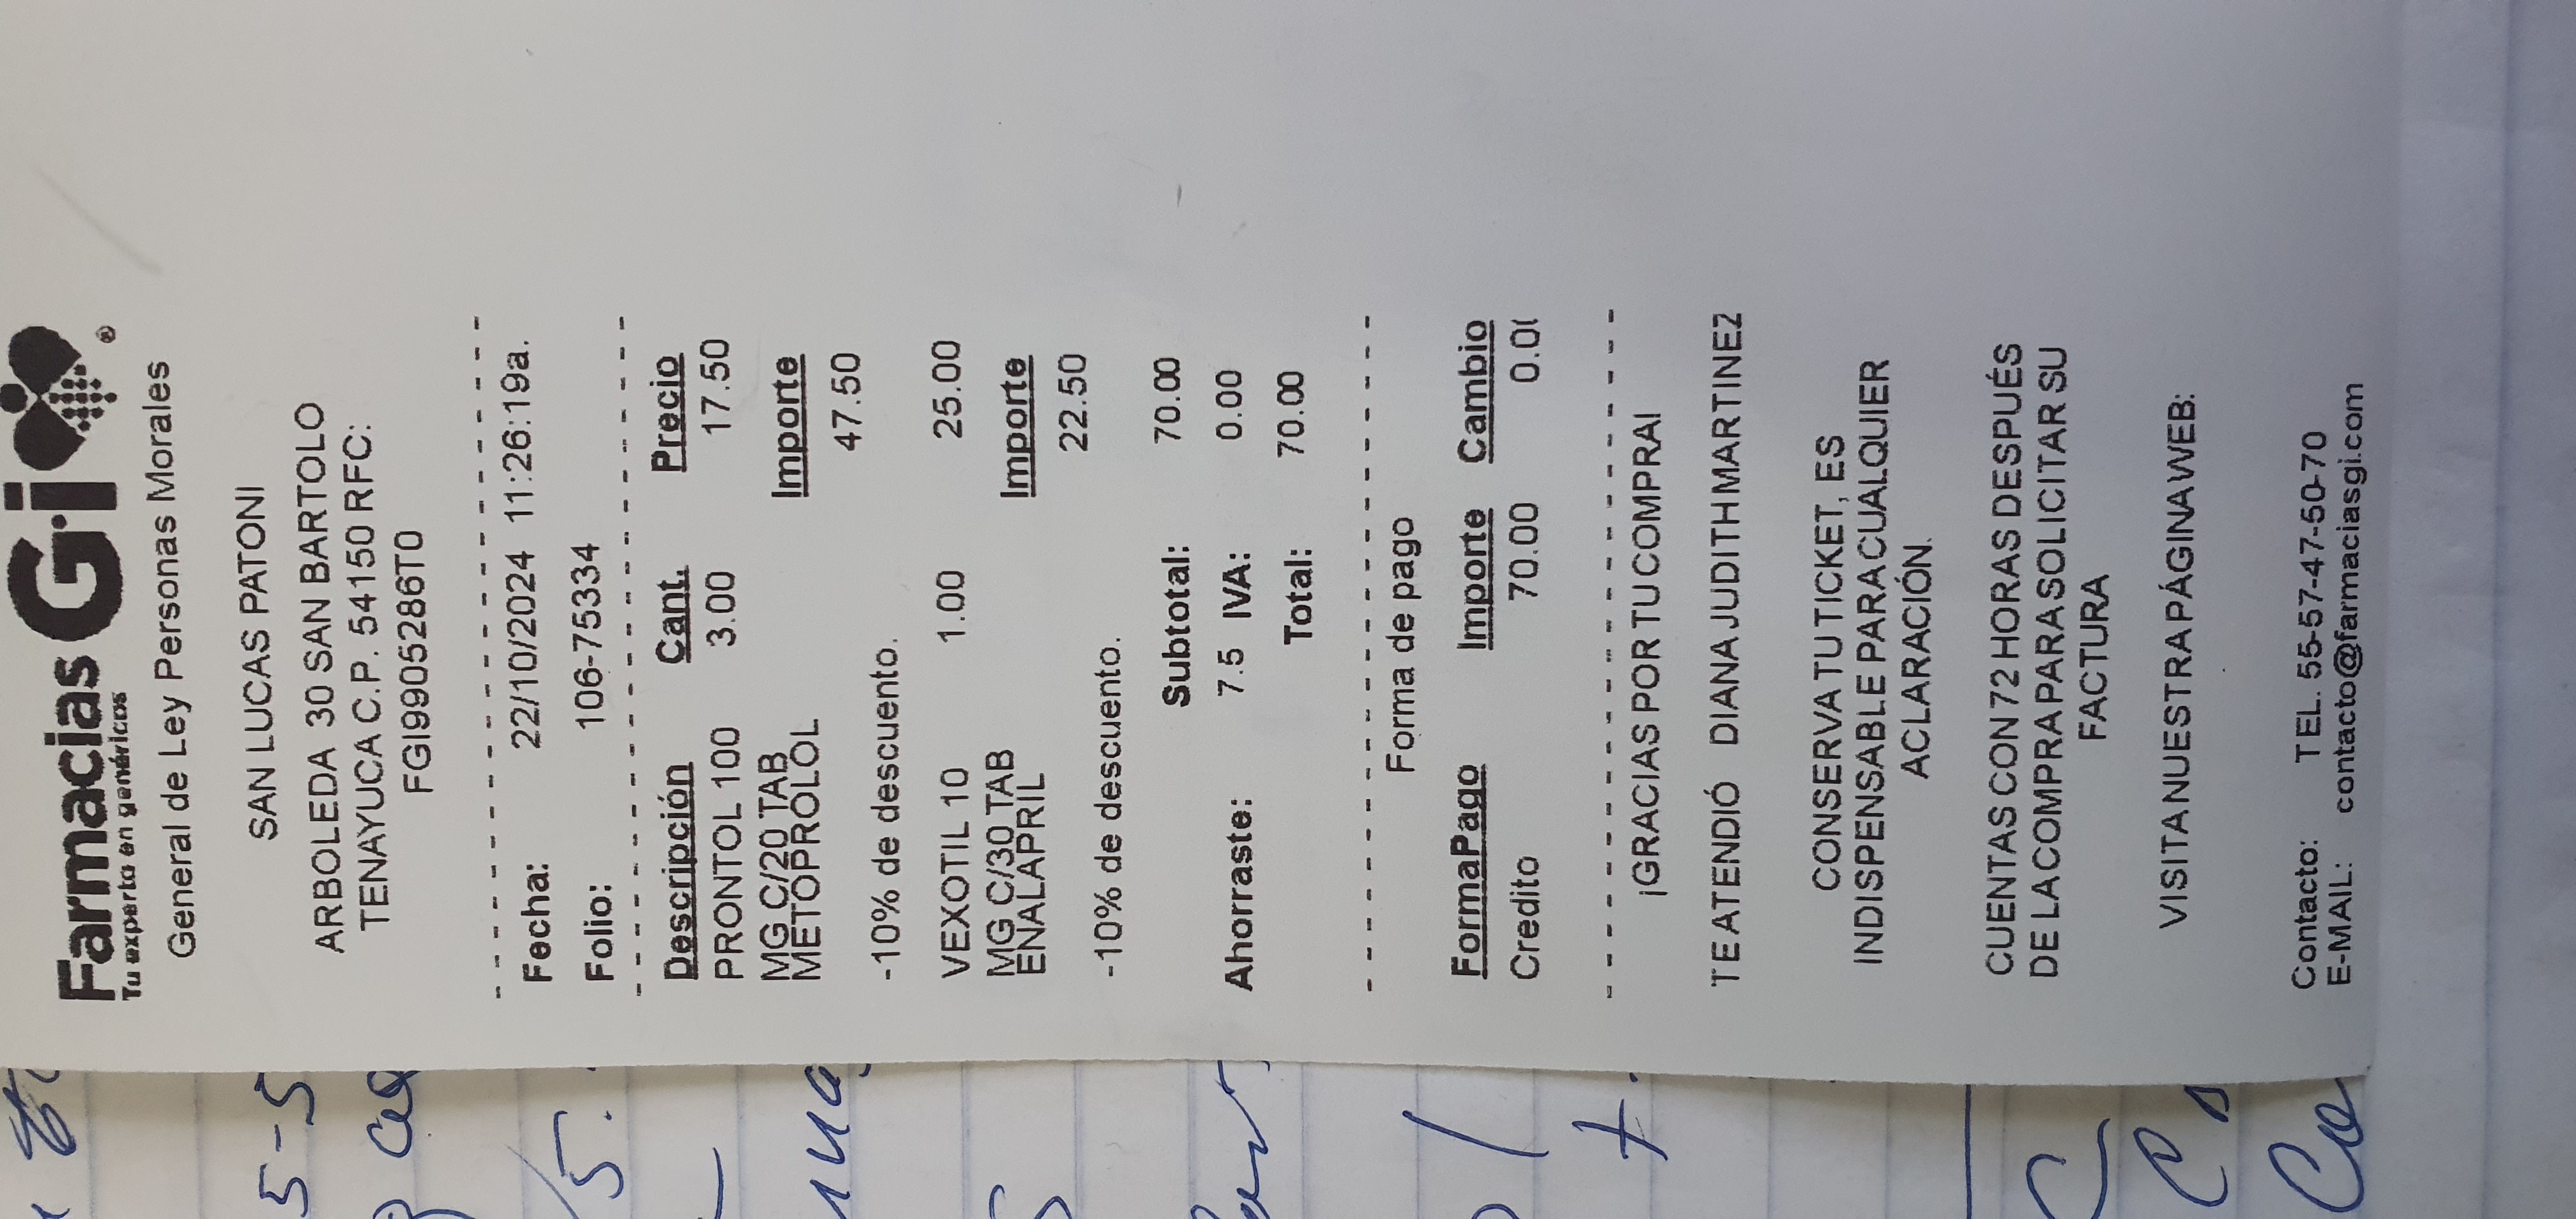 Farmacias Gi®
Tu experto en genéricos
General de Ley Personas Morales
SAN LUCAS PATONI
ARBOLEDA 30 SAN BARTOLO
TENAYUCA C.P. 54150 RFC:
FGI9905286T0
Fecha: 22/10/2024 11:26:19a.
Folio: 106-75334
Descripción Cant. Precio
PRONTOL 100 3.00 17.50
MG C/20 TAB Importe
METOPROLOL 47.50
-10% de descuento.
VEXOTIL 10 1.00 25.00
MG C/30 TAB Importe
ENALAPRIL 22.50
-10% de descuento.
Subtotal: 70.00
Ahorraste: 7.5 IVA: 0.00
Total: 70.00
Forma de pago
FormaPago Importe Cambio
Credito 70.00 0.0
¡GRACIAS POR TU COMPRA!
TE ATENDIÓ DIANA JUDITH MARTINEZ
CONSERVA TU TICKET, ES
INDISPENSABLE PARA CUALQUIER
ACLARACIÓN.
CUENTAS CON 72 HORAS DESPUÉS
DE LA COMPRA PARA SOLICITAR SU
FACTURA
VISITA NUESTRA PÁGINA WEB:
Contacto: TEL. 55-57-47-50-70
E-MAIL: contacto@farmaciasgi.com
5-5